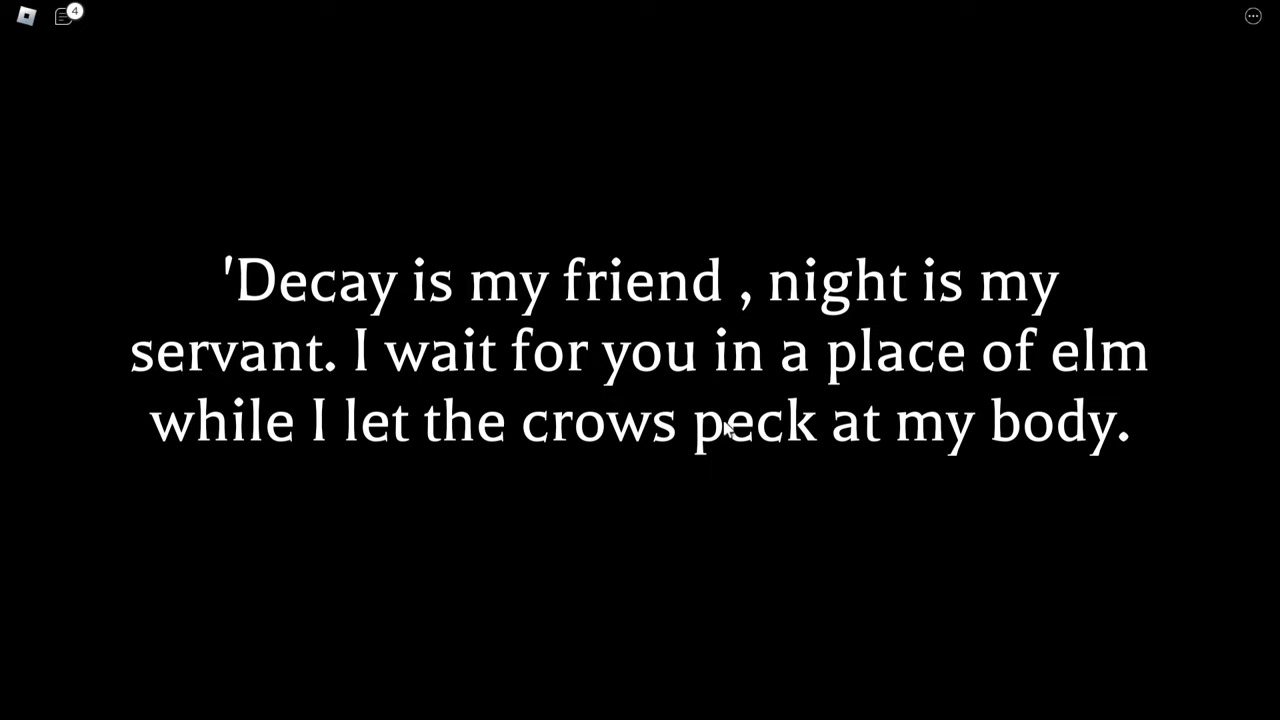 4
'Decay is my friend , night is my
servant. I wait for you in a place of elm
while I let the crows peck at my body.